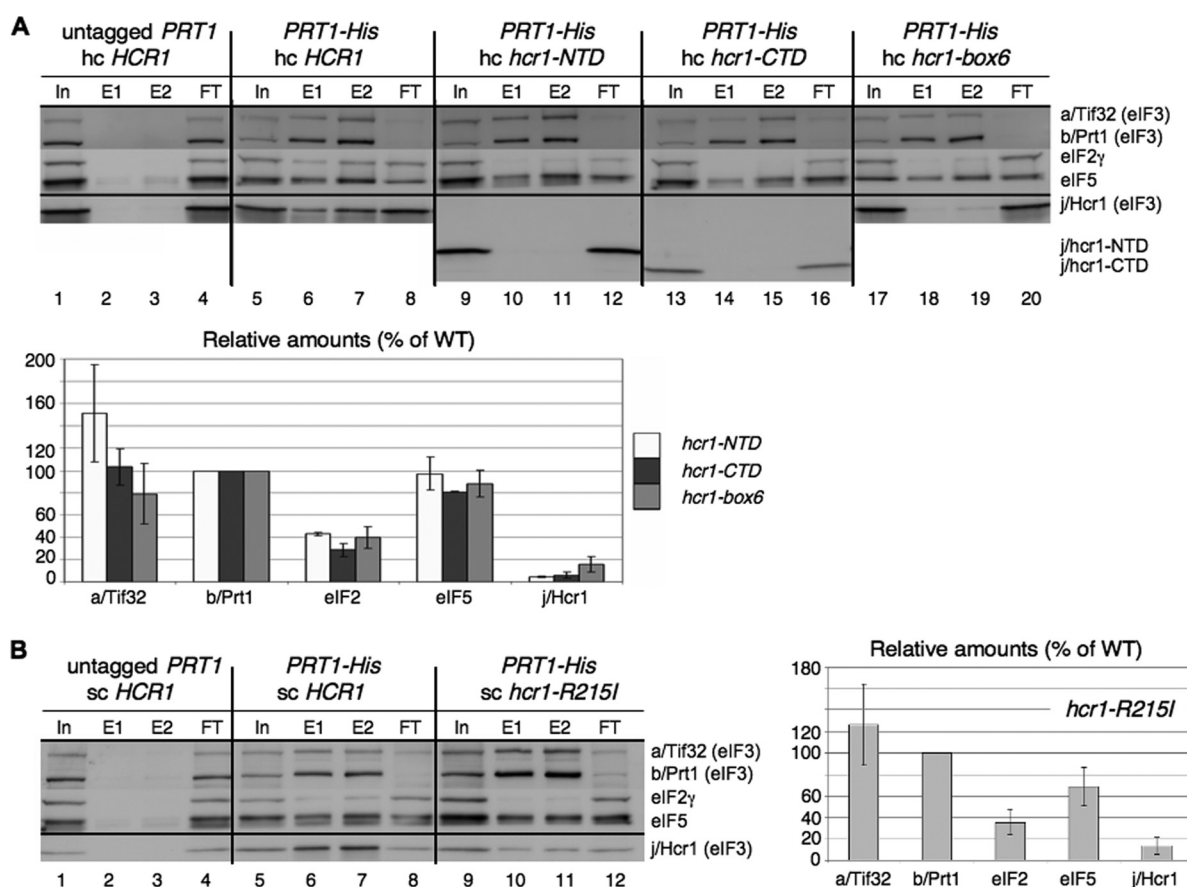 A
untagged PRT1 PRT1-His PRT1-His PRT1-His PRT1-His
hc HCR1 hc HCR1 hc hcr1-NTD hc hcr1-CTD hc hcr1-box6
In E1 E2 FT In E1 E2 FT In E1 E2 FT In E1 E2 FT In E1 E2 FT
a/Tif32 (eIF3)
b/Prt1 (eIF3)
eIF2γ
eIF5
j/Hcr1 (eIF3)
j/hcr1-NTD
j/hcr1-CTD
1 2 3 4 5 6 7 8 9 10 11 12 13 14 15 16 17 18 19 20
Relative amounts (% of WT)
200
160
120
100
80
60
40
20
0
a/Tif32 b/Prt1 eIF2 eIF5 j/Hcr1
hcr1-NTD
hcr1-CTD
hcr1-box6
B
untagged PRT1 PRT1-His PRT1-His
sc HCR1 sc HCR1 sc hcr1-R215I
In E1 E2 FT In E1 E2 FT In E1 E2 FT
a/Tif32 (eIF3)
b/Prt1 (eIF3)
eIF2γ
eIF5
j/Hcr1 (eIF3)
1 2 3 4 5 6 7 8 9 10 11 12
Relative amounts (% of WT)
hcr1-R215I
180
120
100
80
60
40
20
0
a/Tif32 b/Prt1 eIF2 eIF5 j/Hcr1